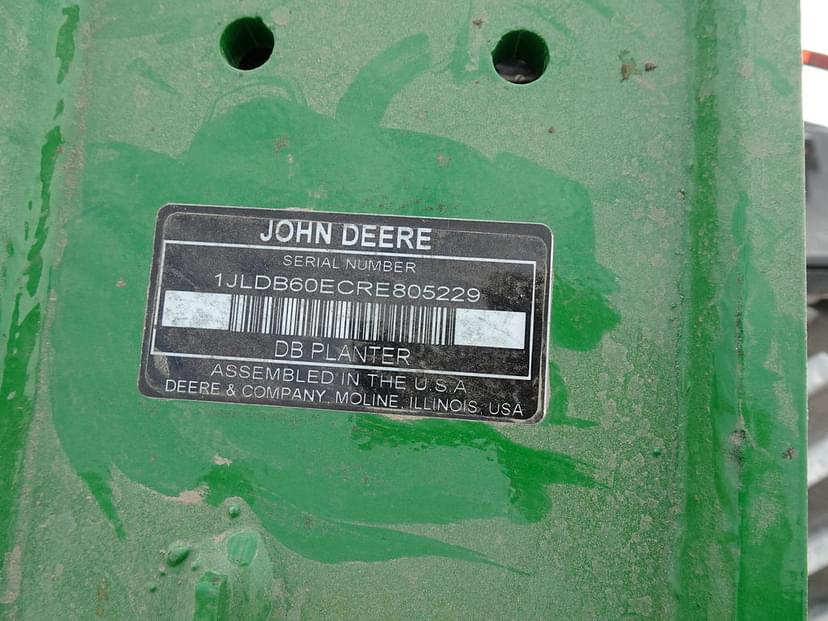 JOHN DEERE
SERIAL NUMBER
1JLDB60ECRE805229
DB PLANTER
ASSEMBLED IN THE U.S.A
DEERE & COMPANY, MOLINE, ILLINOIS, USA